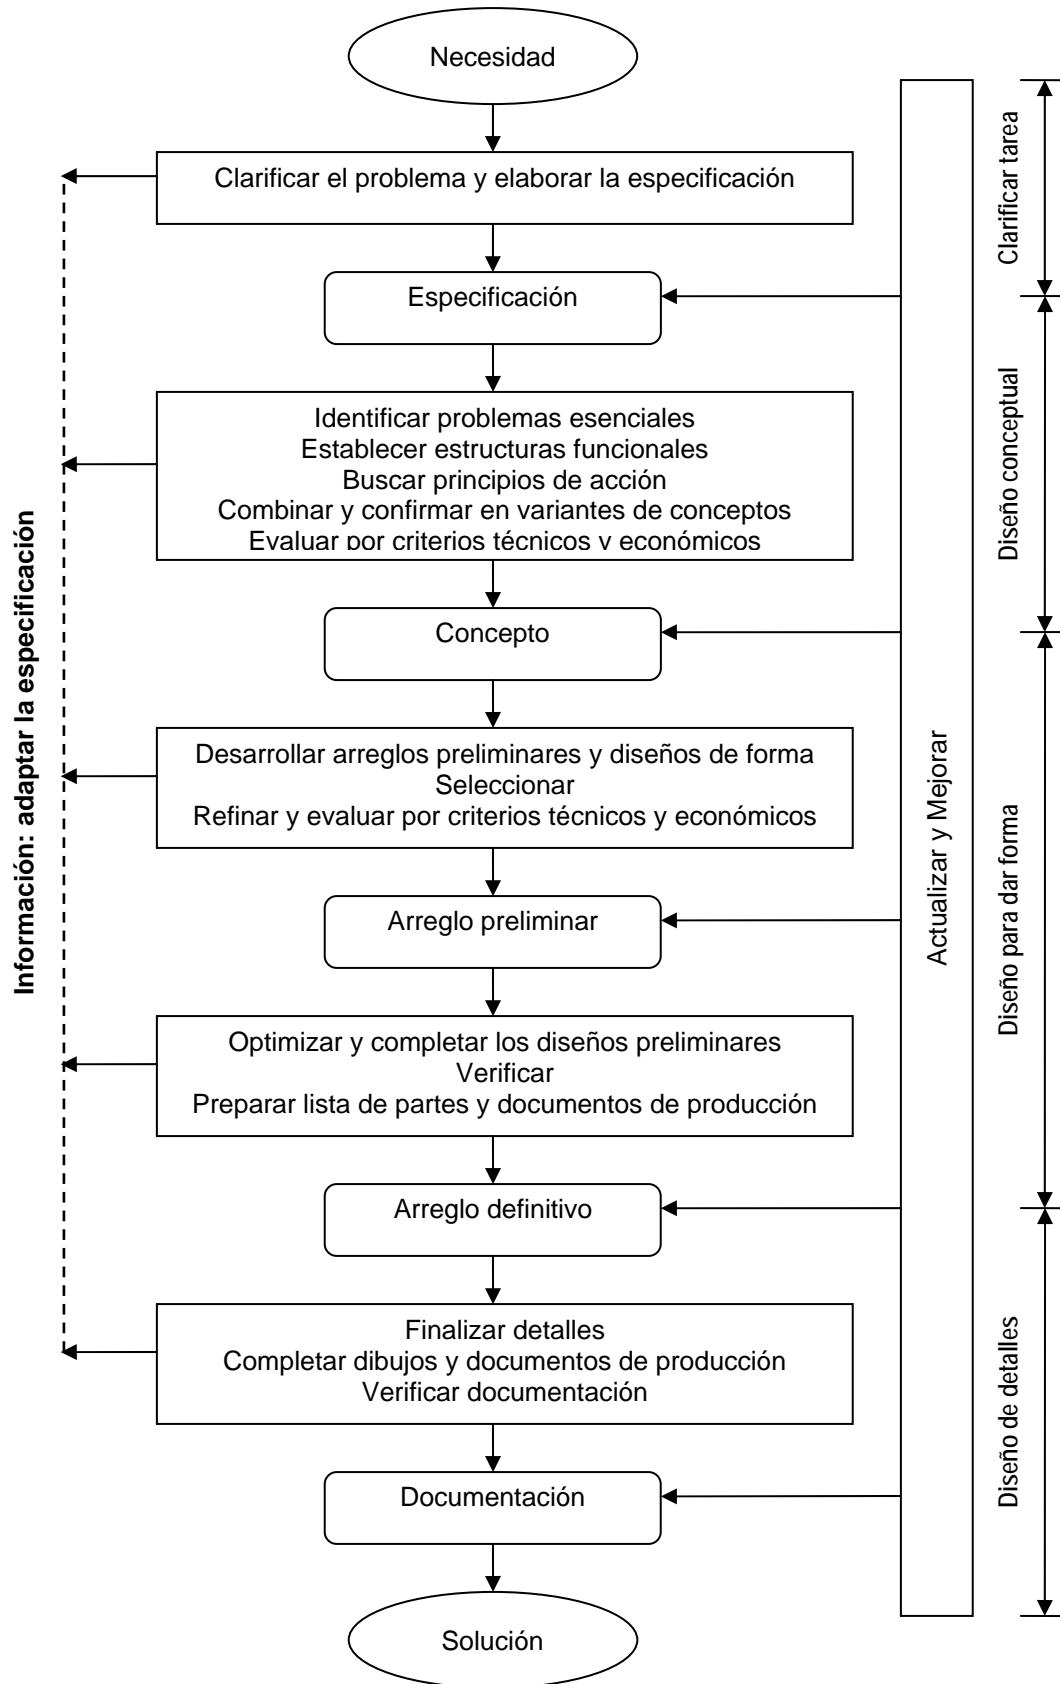 Necesidad
Clarificar el problema y elaborar la especificación
Especificación
Identificar problemas esenciales
Establecer estructuras funcionales
Buscar principios de acción
Combinar y confirmar en variantes de conceptos
Evaluar por criterios técnicos y económicos
Concepto
Desarrollar arreglos preliminares y diseños de forma
Seleccionar
Refinar y evaluar por criterios técnicos y económicos
Arreglo preliminar
Optimizar y completar los diseños preliminares
Verificar
Preparar lista de partes y documentos de producción
Arreglo definitivo
Finalizar detalles
Completar dibujos y documentos de producción
Verificar documentación
Documentación
Solución
Información: adaptar la especificación
Actualizar y Mejorar
Clarificar tarea
Diseño conceptual
Diseño para dar forma
Diseño de detalles